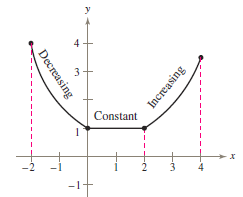 y
4
3
Decreasing
Increasing
Constant
1
-2 -1 1 2 3 4 x
-1